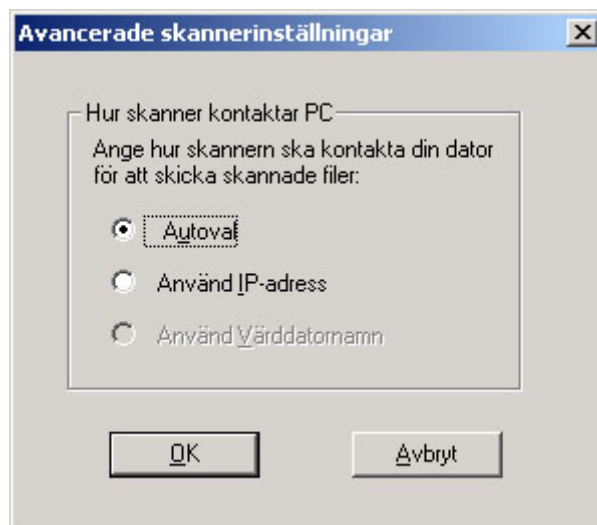 Avancerade skannerinställningar
Hur skanner kontaktar PC
Ange hur skannern ska kontakta din dator
för att skicka skannade filer:
Autoval
Använd IP-adress
Använd Värddatornamn
OK
Avbryt